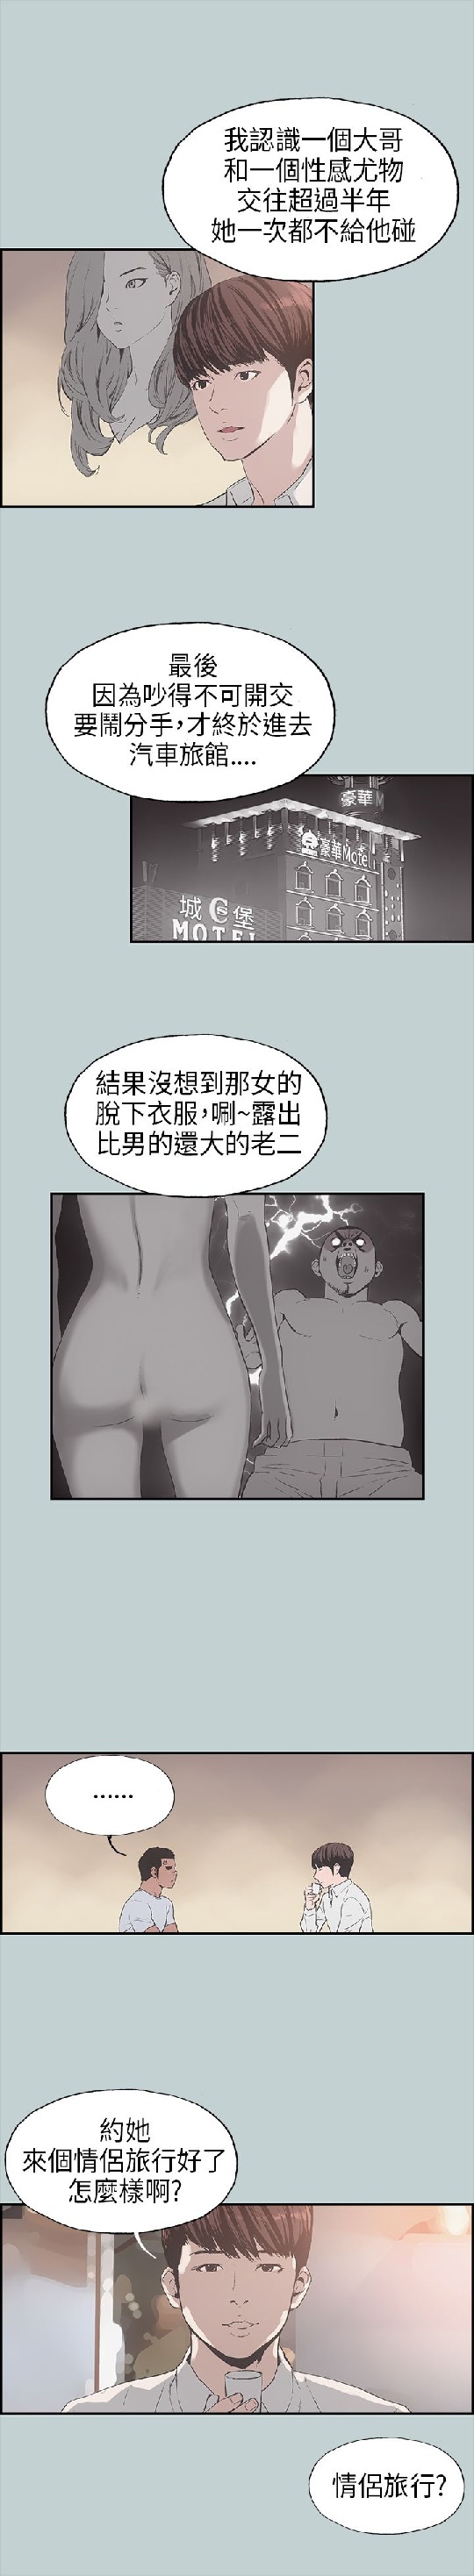 我認識一個大哥
和一個性感尤物
交往超過半年
她一次都不給他碰
最後
因為吵得不可開交
要鬧分手,才終於進去
汽車旅館....
豪華M
豪華Motel
城G堡
MOTEL
結果沒想到那女的
脫下衣服,唰~露出
比男的還大的老二
......
約她
來個情侶旅行好了
怎麼樣啊?
情侶旅行?